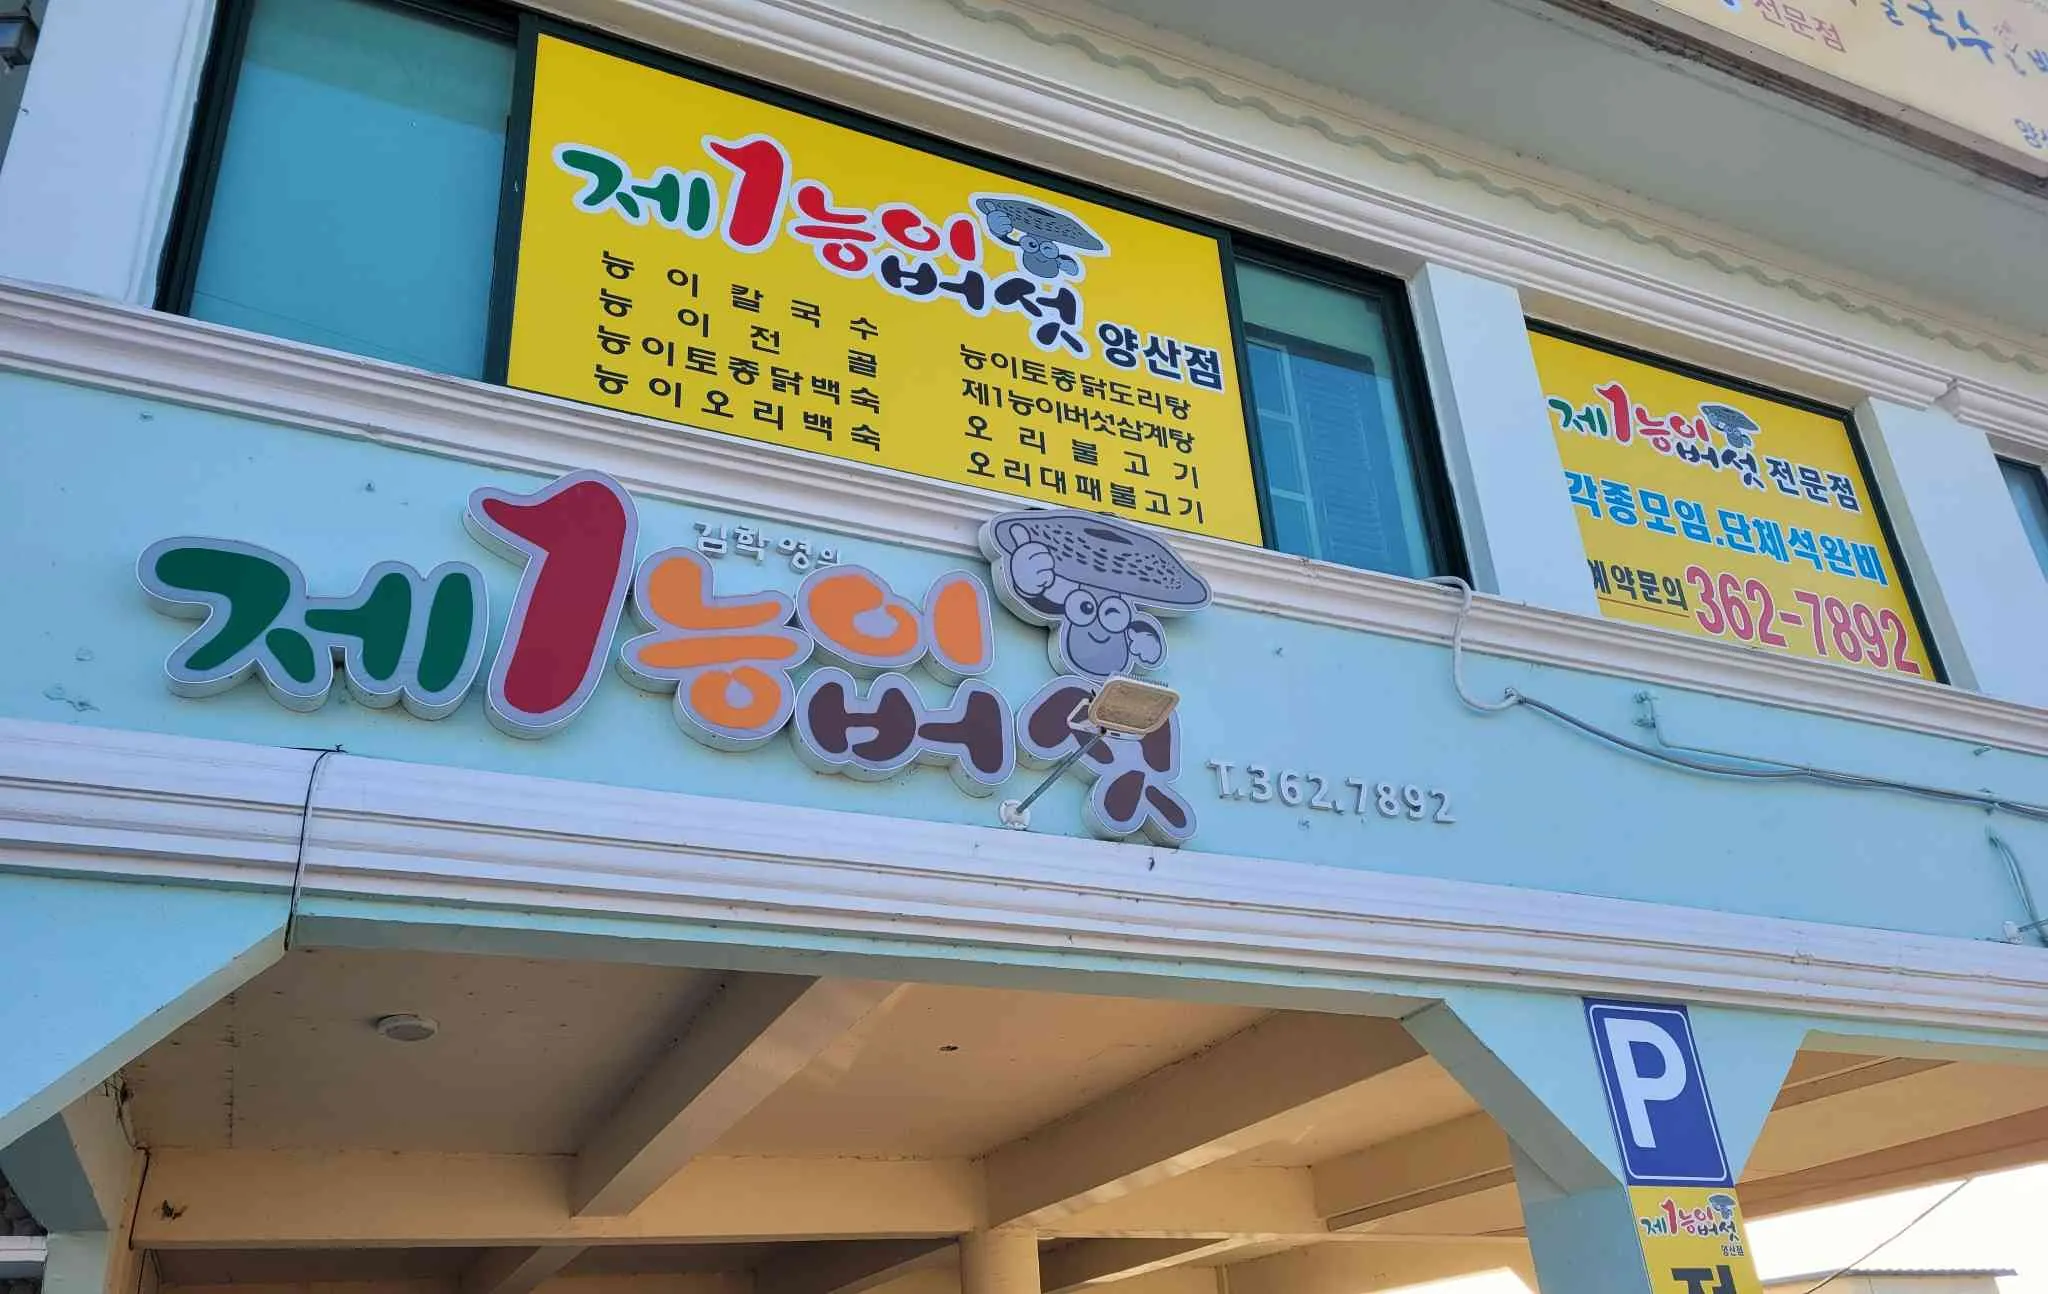 전문점
국수
제1능이버섯 양산점
능이칼국수
능이전골
능이토종닭백숙
능이오리백숙
능이토종닭도리탕
제1능이버섯삼계탕
오리불고기
오리대패불고기
제1능이버섯 전문점
각종모임.단체석완비
예약문의 362-7892
김학영의
제1능이버섯
T.362.7892
P
제1능이버섯
양산점